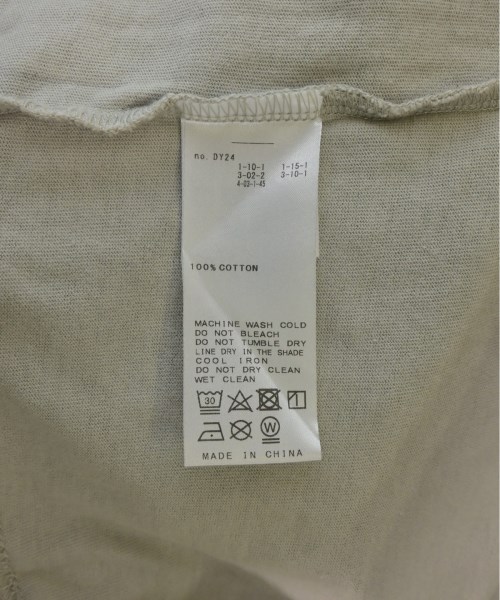 no. DY24
1-10-1 1-15-1
3-02-2 3-10-1
4-03-1-45
100% COTTON
MACHINE WASH COLD
DO NOT BLEACH
DO NOT TUMBLE DRY
LINE DRY IN THE SHADE
COOL IRON
DO NOT DRY CLEAN
WET CLEAN
30
W
MADE IN CHINA